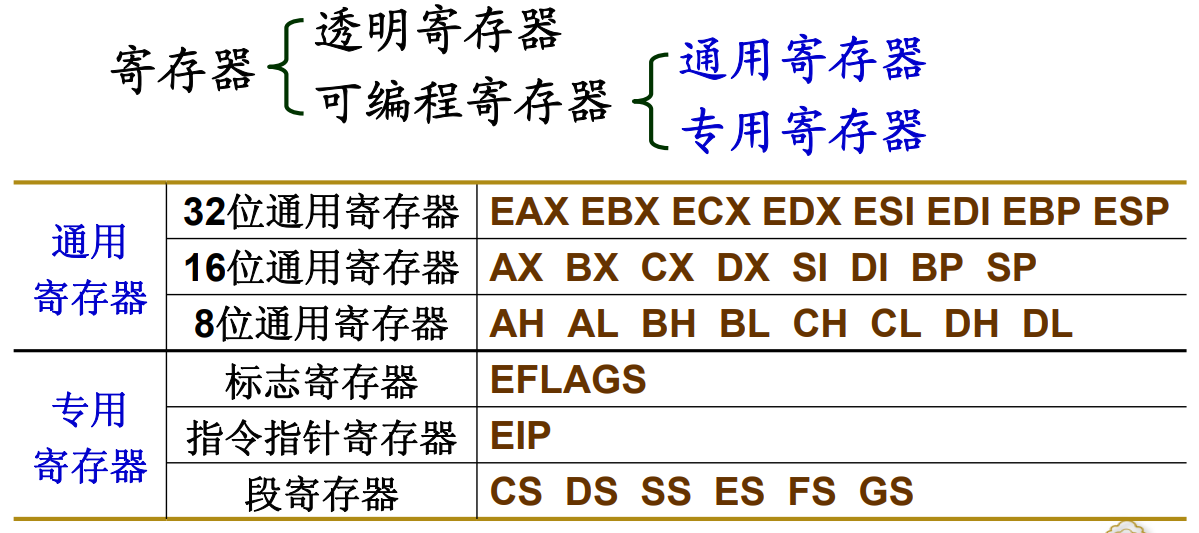 寄存器
透明寄存器
可编程寄存器
通用寄存器
专用寄存器
通用
寄存器
32位通用寄存器 EAX EBX ECX EDX ESI EDI EBP ESP
16位通用寄存器 AX BX CX DX SI DI BP SP
8位通用寄存器 AH AL BH BL CH CL DH DL
专用
寄存器
标志寄存器 EFLAGS
指令指针寄存器 EIP
段寄存器 CS DS SS ES FS GS